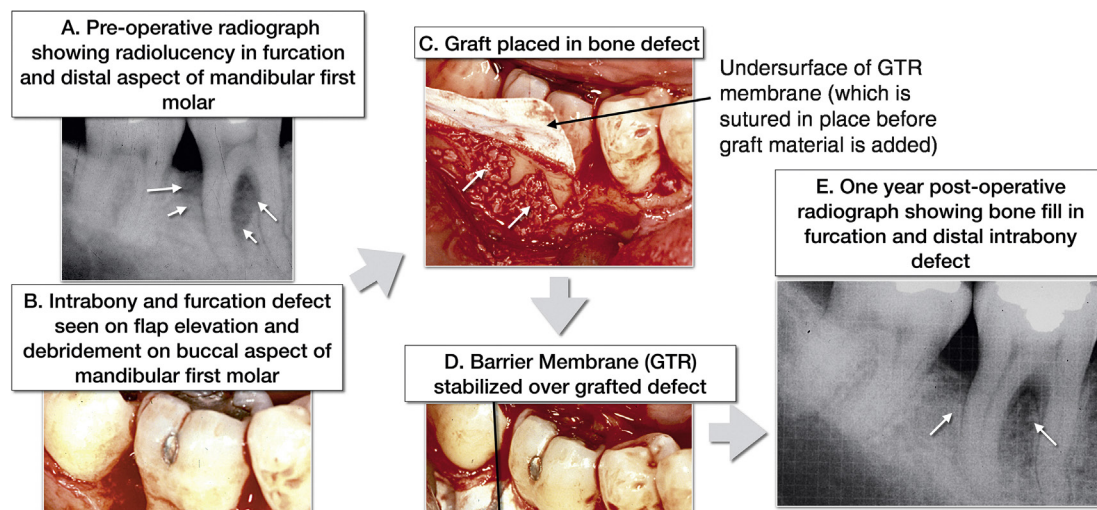 A. Pre-operative radiograph
showing radiolucency in furcation
and distal aspect of mandibular first
molar
B. Intrabony and furcation defect
seen on flap elevation and
debridement on buccal aspect of
mandibular first molar
C. Graft placed in bone defect
Undersurface of GTR
membrane (which is
sutured in place before
graft material is added)
D. Barrier Membrane (GTR)
stabilized over grafted defect
E. One year post-operative
radiograph showing bone fill in
furcation and distal intrabony
defect